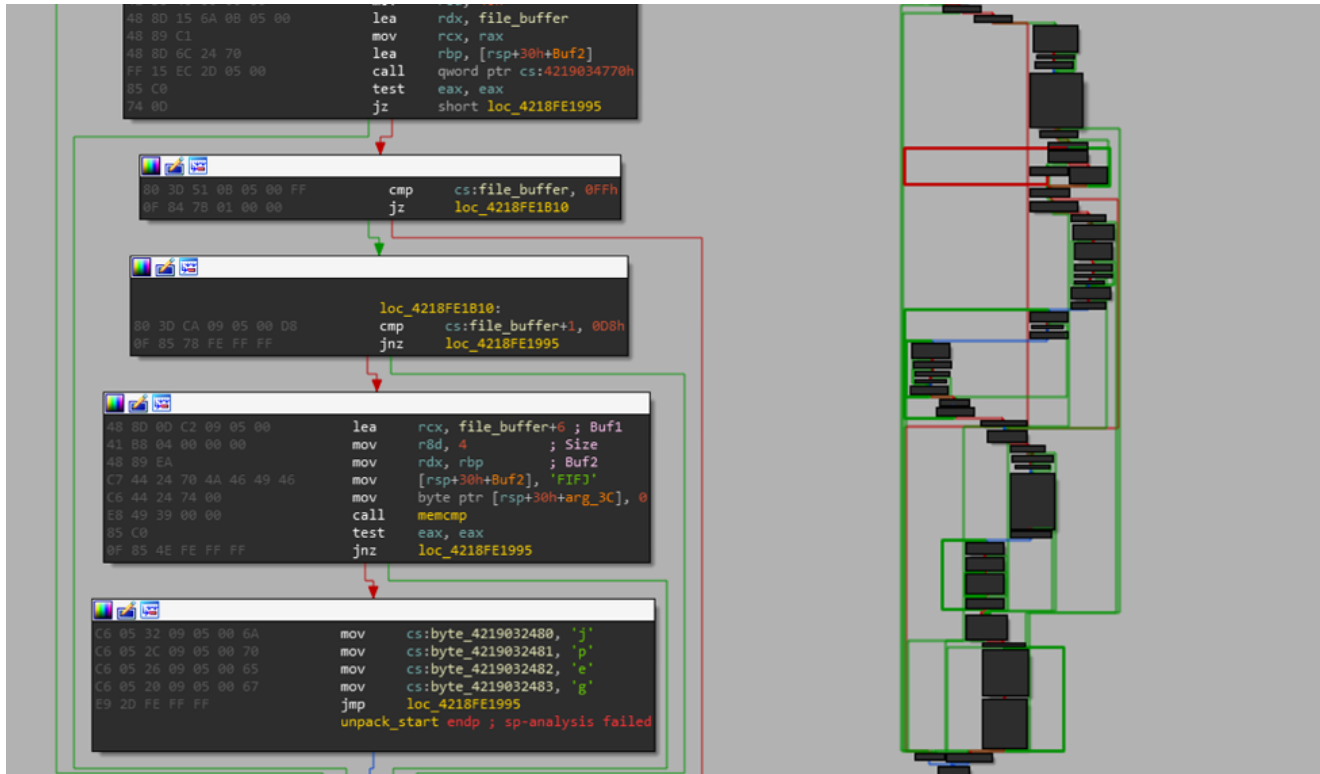 48 8D 15 6A 0B 05 00 lea rdx, file_buffer
48 89 C1 mov rcx, rax
48 8D 6C 24 70 lea rbp, [rsp+30h+Buf2]
FF 15 EC 2D 05 00 call qword ptr cs:4219034770h
85 C0 test eax, eax
74 0D jz short loc_4218FE1995
80 3D 51 0B 05 00 FF cmp cs:file_buffer, 0FFh
0F 84 7B 01 00 00 jz loc_4218FE1B10
loc_4218FE1B10:
80 3D CA 09 05 00 D8 cmp cs:file_buffer+1, 0D8h
0F 85 78 FE FF FF jnz loc_4218FE1995
48 8D 0D C2 09 05 00 lea rcx, file_buffer+6 ; Buf1
41 B8 04 00 00 00 mov r8d, 4 ; Size
48 89 EA mov rdx, rbp ; Buf2
C7 44 24 70 4A 46 49 46 mov [rsp+30h+Buf2], 'FIFJ'
C6 44 24 74 00 mov byte ptr [rsp+30h+arg_3C], 0
E8 49 39 00 00 call memcmp
85 C0 test eax, eax
0F 85 4E FE FF FF jnz loc_4218FE1995
C6 05 32 09 05 00 6A mov cs:byte_4219032480, 'j'
C6 05 2C 09 05 00 70 mov cs:byte_4219032481, 'p'
C6 05 26 09 05 00 65 mov cs:byte_4219032482, 'e'
C6 05 20 09 05 00 67 mov cs:byte_4219032483, 'g'
E9 2D FE FF FF jmp loc_4218FE1995
unpack_start endp ; sp-analysis failed